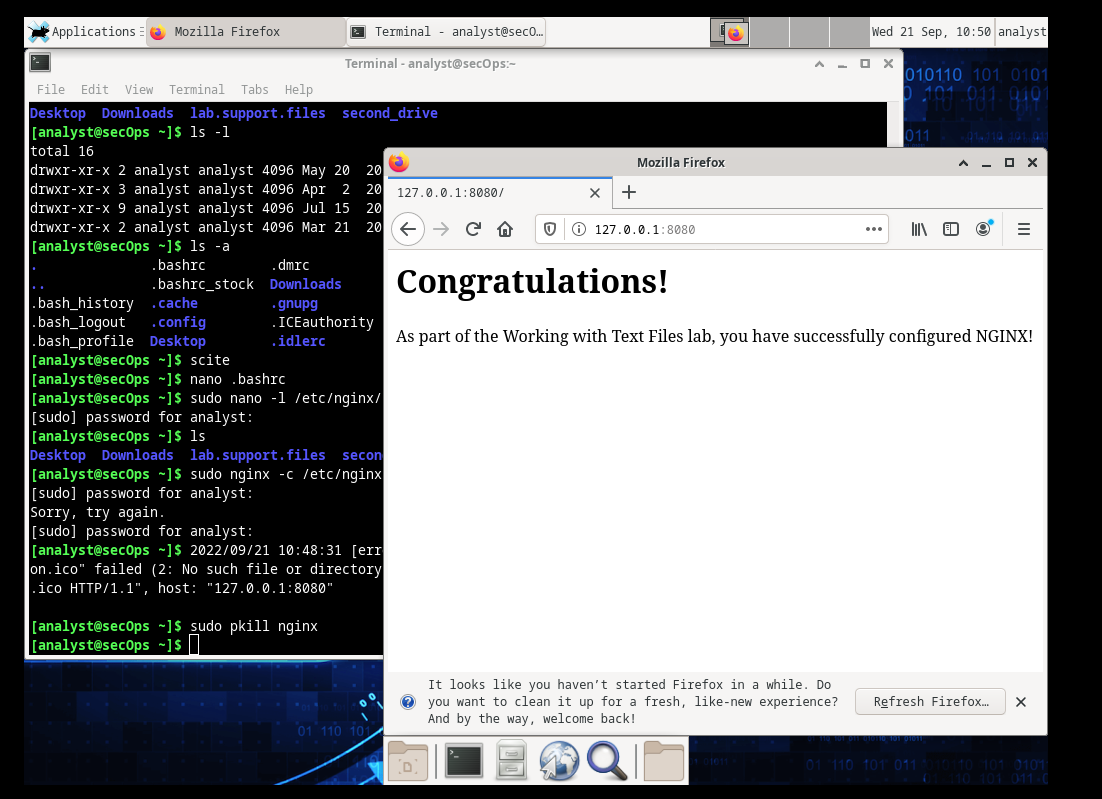 Applications
Mozilla Firefox
Terminal - analyst@secO...
Wed 21 Sep, 10:50
analyst
Terminal - analyst@secOps:~
File Edit View Terminal Tabs Help
Desktop Downloads lab.support.files second_drive
[analyst@secOps ~]$ ls -l
total 16
drwxr-xr-x 2 analyst analyst 4096 May 20 20
drwxr-xr-x 3 analyst analyst 4096 Apr 2 20
drwxr-xr-x 9 analyst analyst 4096 Jul 15 20
drwxr-xr-x 2 analyst analyst 4096 Mar 21 20
[analyst@secOps ~]$ ls -a
. .bashrc .dmrc
.. .bashrc_stock Downloads
.bash_history .cache .gnupg
.bash_logout .config .ICEauthority
.bash_profile Desktop .idlerc
[analyst@secOps ~]$ scite
[analyst@secOps ~]$ nano .bashrc
[analyst@secOps ~]$ sudo nano -l /etc/nginx/
[sudo] password for analyst:
[analyst@secOps ~]$ ls
Desktop Downloads lab.support.files secon
[analyst@secOps ~]$ sudo nginx -c /etc/nginx
[sudo] password for analyst:
Sorry, try again.
[sudo] password for analyst:
[analyst@secOps ~]$ 2022/09/21 10:48:31 [err
on.ico" failed (2: No such file or directory
.ico HTTP/1.1", host: "127.0.0.1:8080"
[analyst@secOps ~]$ sudo pkill nginx
[analyst@secOps ~]$
Mozilla Firefox
127.0.0.1:8080/
127.0.0.1:8080
Congratulations!
As part of the Working with Text Files lab, you have successfully configured NGINX!
It looks like you haven’t started Firefox in a while. Do
you want to clean it up for a fresh, like-new experience?
And by the way, welcome back!
Refresh Firefox…